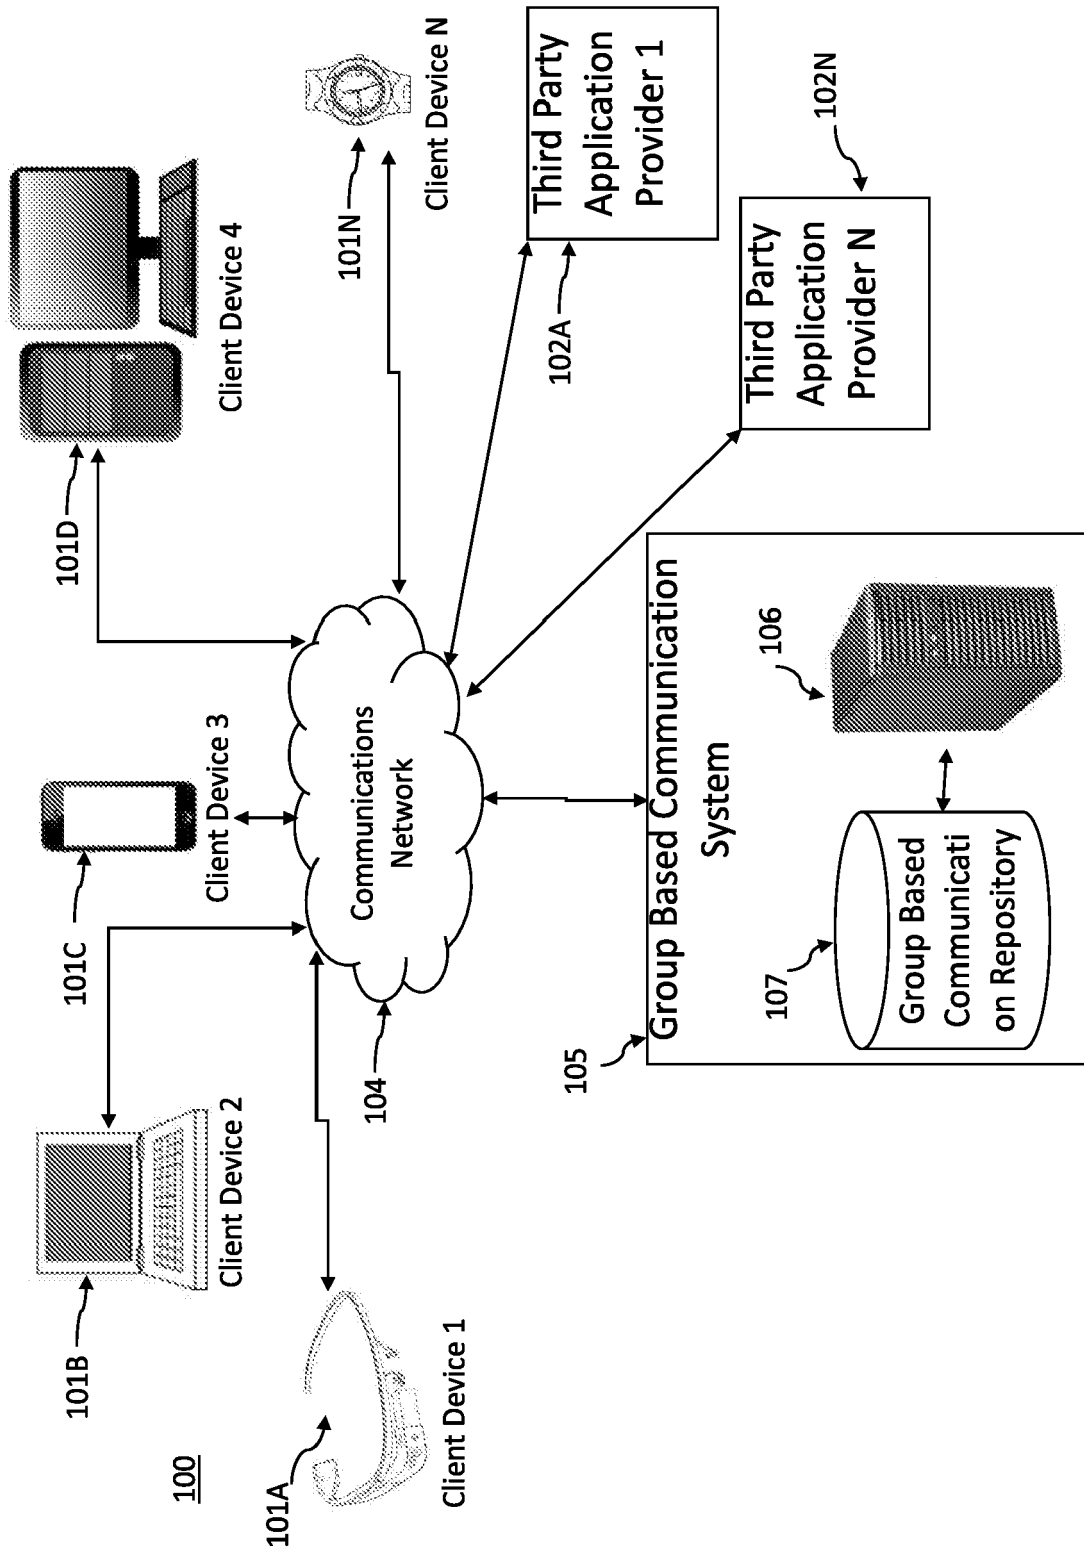 100
101A
Client Device 1
101B
Client Device 2
101C
Client Device 3
101D
Client Device 4
101N
Client Device N
104
Communications
Network
102A
Third Party
Application
Provider 1
102N
Third Party
Application
Provider N
105
Group Based Communication
System
106
107
Group Based
Communicati
on Repository